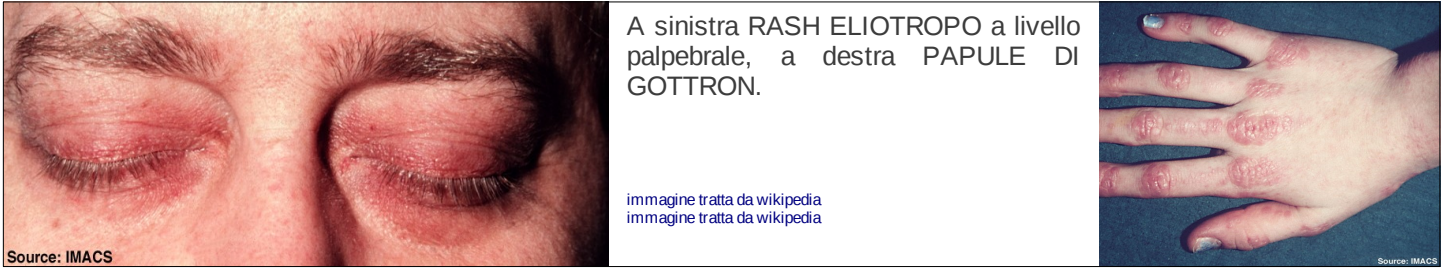 A sinistra RASH ELIOTROPO a livello
palpebrale, a destra PAPULE DI
GOTTRON.
immagine tratta da wikipedia
immagine tratta da wikipedia
Source: IMACS
Source: IMACS